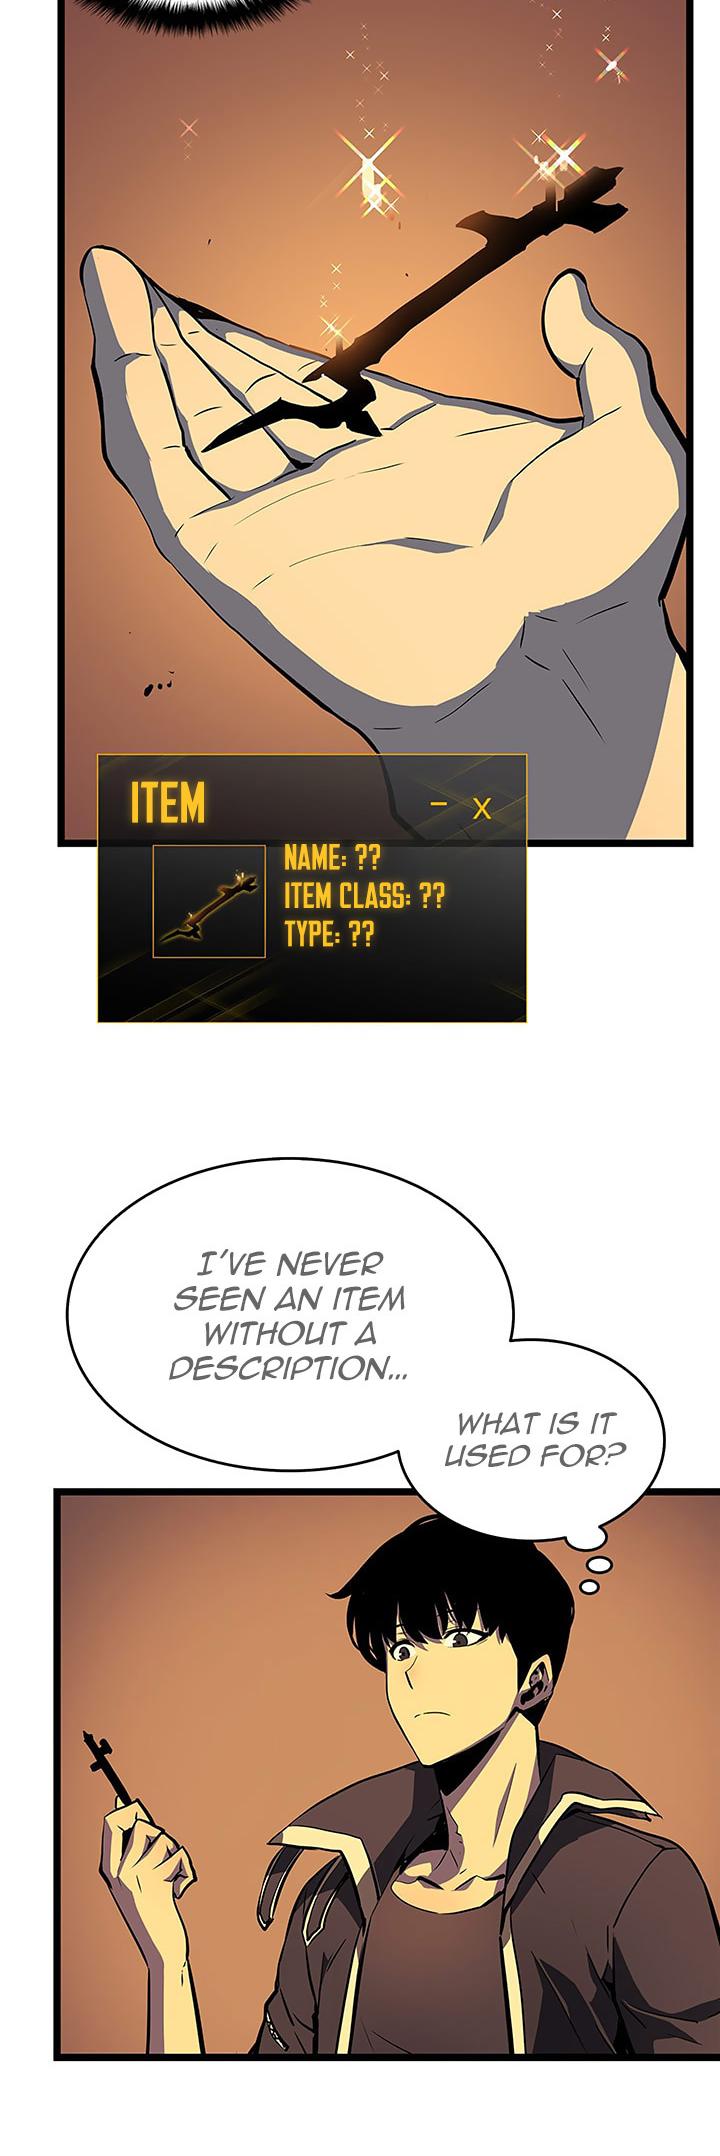 ITEM
- X
NAME: ??
ITEM CLASS: ??
TYPE: ??
I'VE NEVER
SEEN AN ITEM
WITHOUT A
DESCRIPTION...
WHAT IS IT
USED FOR?